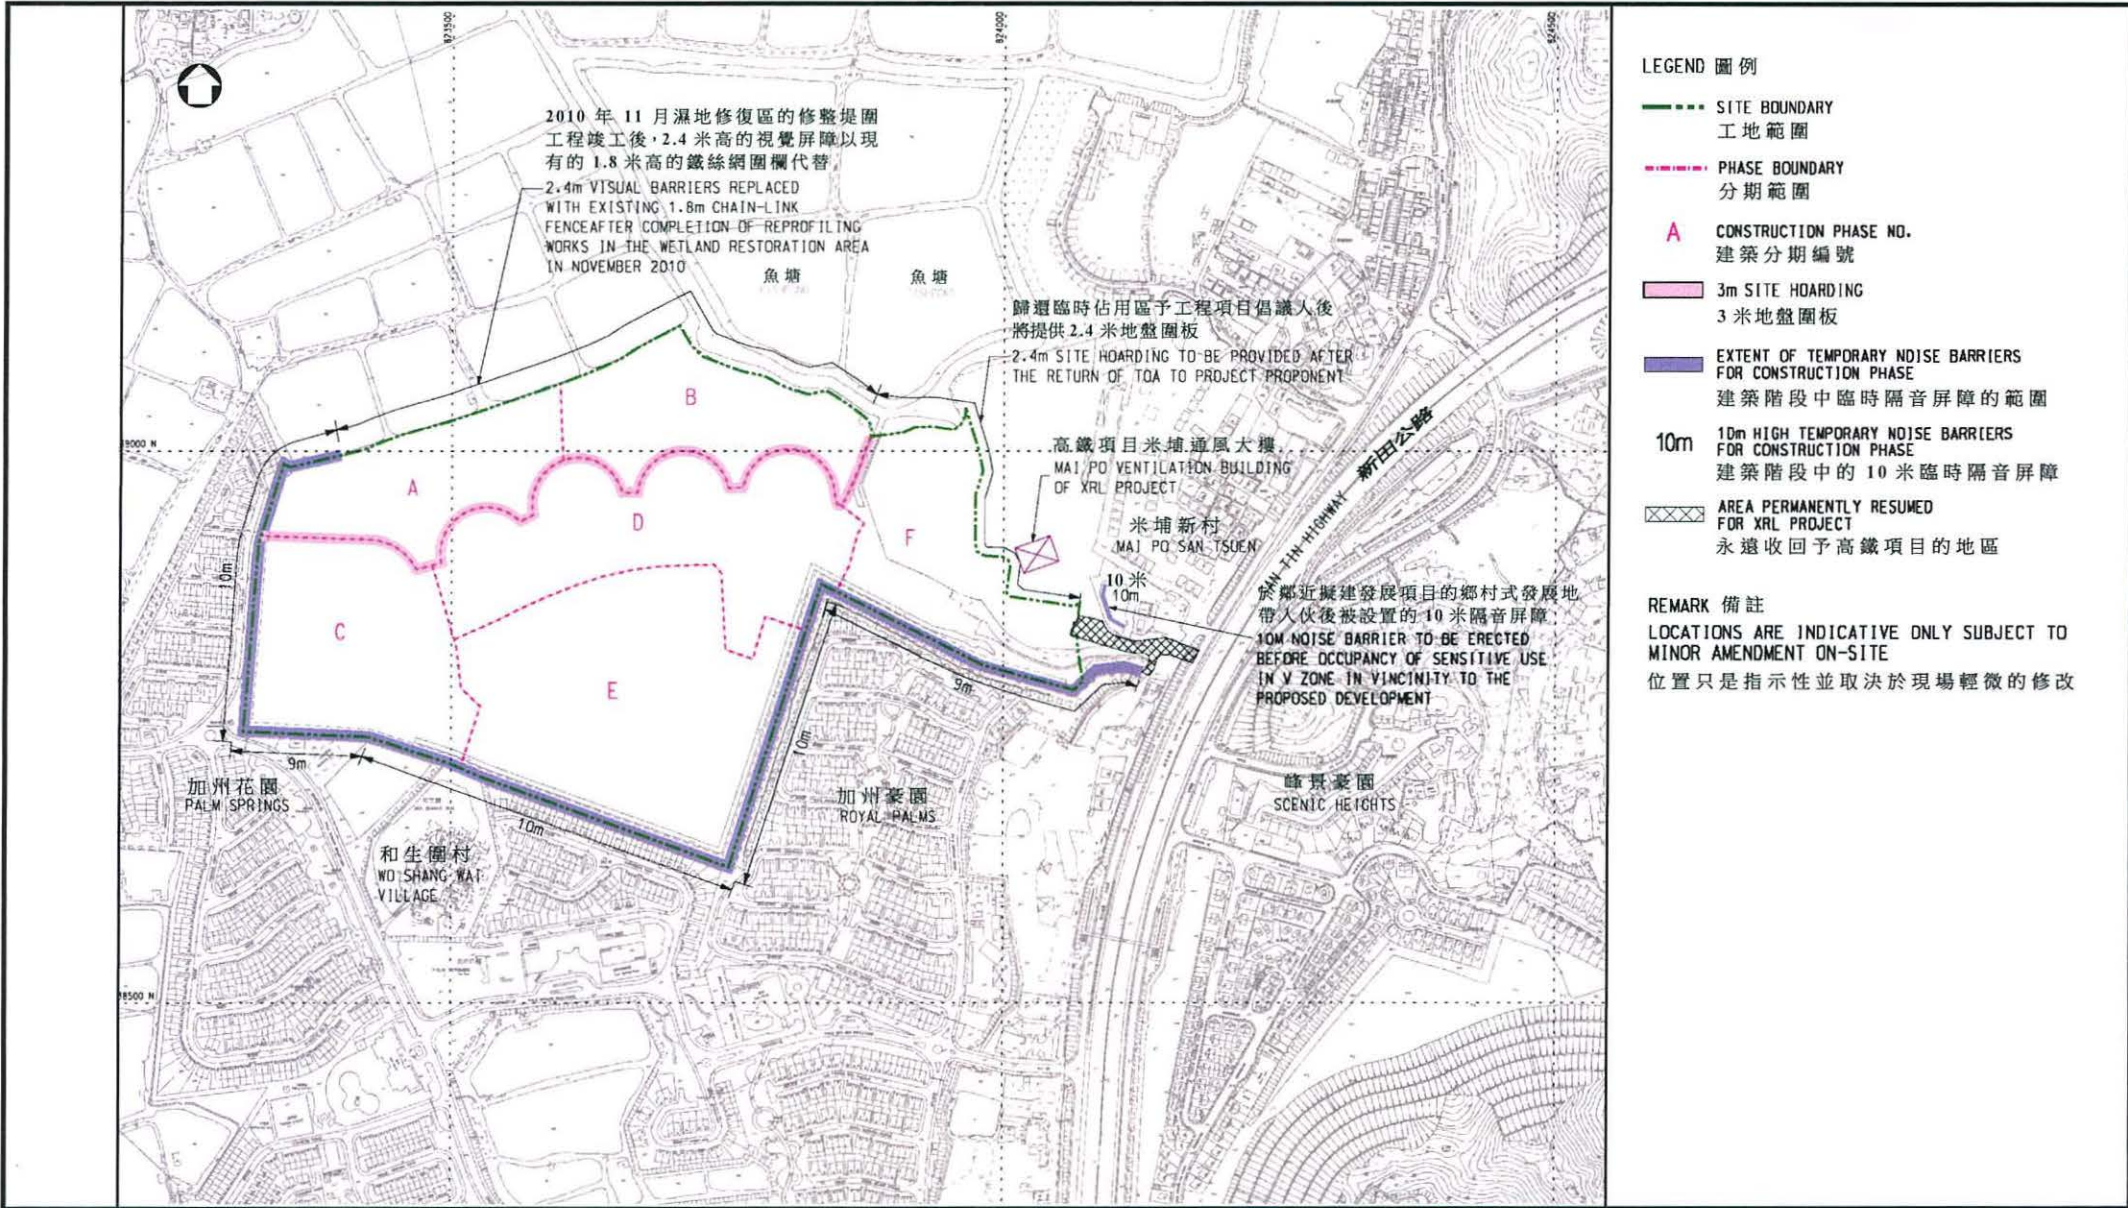 823500
824000
824500
2010 年 11 月濕地修復區的修整提圍
工程竣工後，2.4 米高的視覺屏障以現
有的 1.8 米高的鐵絲網圍欄代替
2.4m VISUAL BARRIERS REPLACED
WITH EXISTING 1.8m CHAIN-LINK
FENCEAFTER COMPLETION OF REPROFILING
WORKS IN THE WETLAND RESTORATION AREA
IN NOVEMBER 2010
魚塘
魚塘
歸還臨時佔用區予工程項目倡議人後
將提供 2.4 米地盤圍板
2.4m SITE HOARDING TO BE PROVIDED AFTER
THE RETURN OF TOA TO PROJECT PROPONENT
高鐵項目米埔通風大樓
MAI PO VENTILATION BUILDING
OF XRL PROJECT
米埔新村
MAI PO SAN TSUEN
SAN TIN HIGHWAY 新田公路
A
B
C
D
E
F
10m
9m
10m
10m
9m
10 米
10m
於鄰近擬建發展項目的鄉村式發展地
帶入伙後被設置的 10 米隔音屏障
10M NOISE BARRIER TO BE ERECTED
BEFORE OCCUPANCY OF SENSITIVE USE
IN V ZONE IN VINCINITY TO THE
PROPOSED DEVELOPMENT
加州花園
PALM SPRINGS
和生圍村
WO SHANG WAI
VILLAGE
加州豪園
ROYAL PALMS
峰景豪園
SCENIC HEIGHTS
LEGEND 圖例
SITE BOUNDARY
工地範圍
PHASE BOUNDARY
分期範圍
A
CONSTRUCTION PHASE NO.
建築分期編號
3m SITE HOARDING
3 米地盤圍板
EXTENT OF TEMPORARY NOISE BARRIERS
FOR CONSTRUCTION PHASE
建築階段中臨時隔音屏障的範圍
10m
10m HIGH TEMPORARY NOISE BARRIERS
FOR CONSTRUCTION PHASE
建築階段中的 10 米臨時隔音屏障
AREA PERMANENTLY RESUMED
FOR XRL PROJECT
永遠收回予高鐵項目的地區
REMARK 備註
LOCATIONS ARE INDICATIVE ONLY SUBJECT TO
MINOR AMENDMENT ON-SITE
位置只是指示性並取決於現場輕微的修改